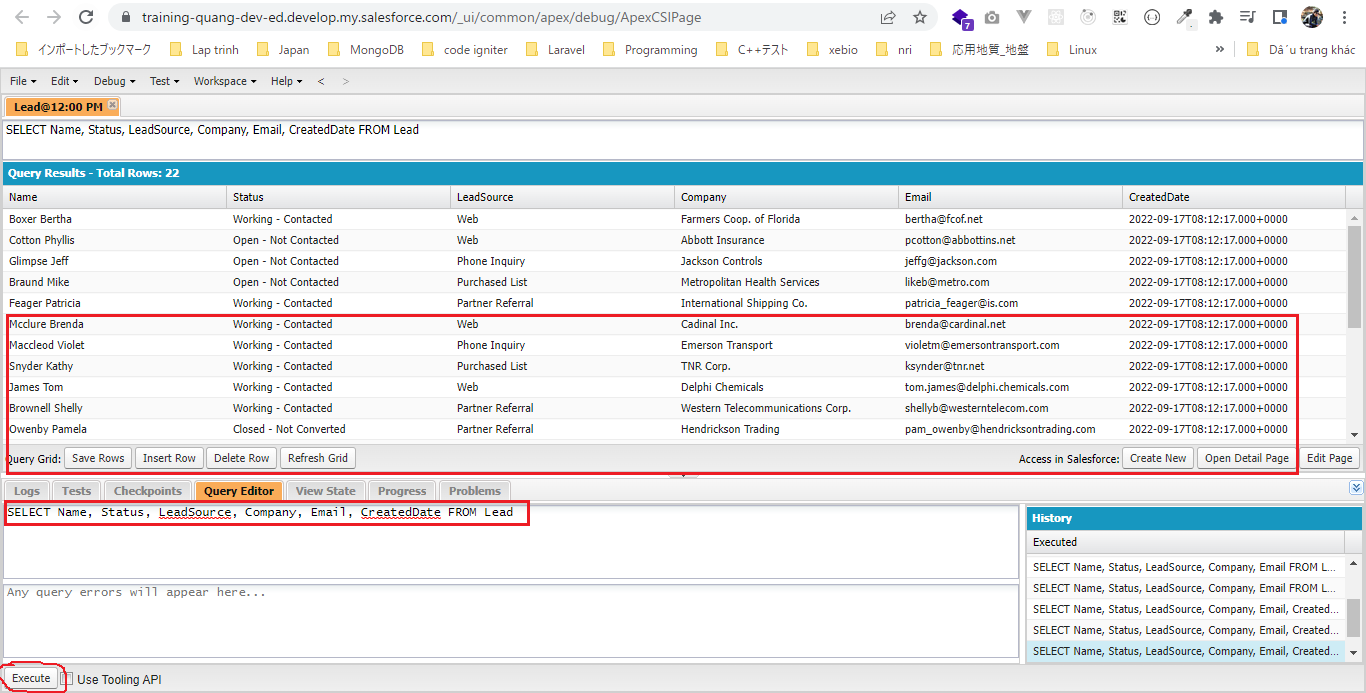 training-quang-dev-ed.develop.my.salesforce.com/_ui/common/apex/debug/ApexCSIPage
7
インポートしたブックマーク Lap trinh Japan MongoDB code igniter Laravel Programming C++テスト xebio nri 応用地質_地盤 Linux » Dấu trang khác
File Edit Debug Test Workspace Help < >
Lead@12:00 PM
SELECT Name, Status, LeadSource, Company, Email, CreatedDate FROM Lead
Query Results - Total Rows: 22
Name Status LeadSource Company Email CreatedDate
Boxer Bertha Working - Contacted Web Farmers Coop. of Florida bertha@fcof.net 2022-09-17T08:12:17.000+0000
Cotton Phyllis Open - Not Contacted Web Abbott Insurance pcotton@abbottins.net 2022-09-17T08:12:17.000+0000
Glimpse Jeff Open - Not Contacted Phone Inquiry Jackson Controls jeffg@jackson.com 2022-09-17T08:12:17.000+0000
Braund Mike Open - Not Contacted Purchased List Metropolitan Health Services likeb@metro.com 2022-09-17T08:12:17.000+0000
Feager Patricia Working - Contacted Partner Referral International Shipping Co. patricia_feager@is.com 2022-09-17T08:12:17.000+0000
Mcclure Brenda Working - Contacted Web Cadinal Inc. brenda@cardinal.net 2022-09-17T08:12:17.000+0000
Maccleod Violet Working - Contacted Phone Inquiry Emerson Transport violetm@emersontransport.com 2022-09-17T08:12:17.000+0000
Snyder Kathy Working - Contacted Purchased List TNR Corp. ksynder@tnr.net 2022-09-17T08:12:17.000+0000
James Tom Working - Contacted Web Delphi Chemicals tom.james@delphi.chemicals.com 2022-09-17T08:12:17.000+0000
Brownell Shelly Working - Contacted Partner Referral Western Telecommunications Corp. shellyb@westerntelecom.com 2022-09-17T08:12:17.000+0000
Owenby Pamela Closed - Not Converted Partner Referral Hendrickson Trading pam_owenby@hendricksontrading.com 2022-09-17T08:12:17.000+0000
Query Grid: Save Rows Insert Row Delete Row Refresh Grid Access in Salesforce: Create New Open Detail Page Edit Page
Logs Tests Checkpoints Query Editor View State Progress Problems
SELECT Name, Status, LeadSource, Company, Email, CreatedDate FROM Lead
Any query errors will appear here...
History
Executed
SELECT Name, Status, LeadSource, Company, Email FROM L...
SELECT Name, Status, LeadSource, Company, Email FROM L...
SELECT Name, Status, LeadSource, Company, Email, Created...
SELECT Name, Status, LeadSource, Company, Email, Created...
SELECT Name, Status, LeadSource, Company, Email, Created...
Execute Use Tooling API